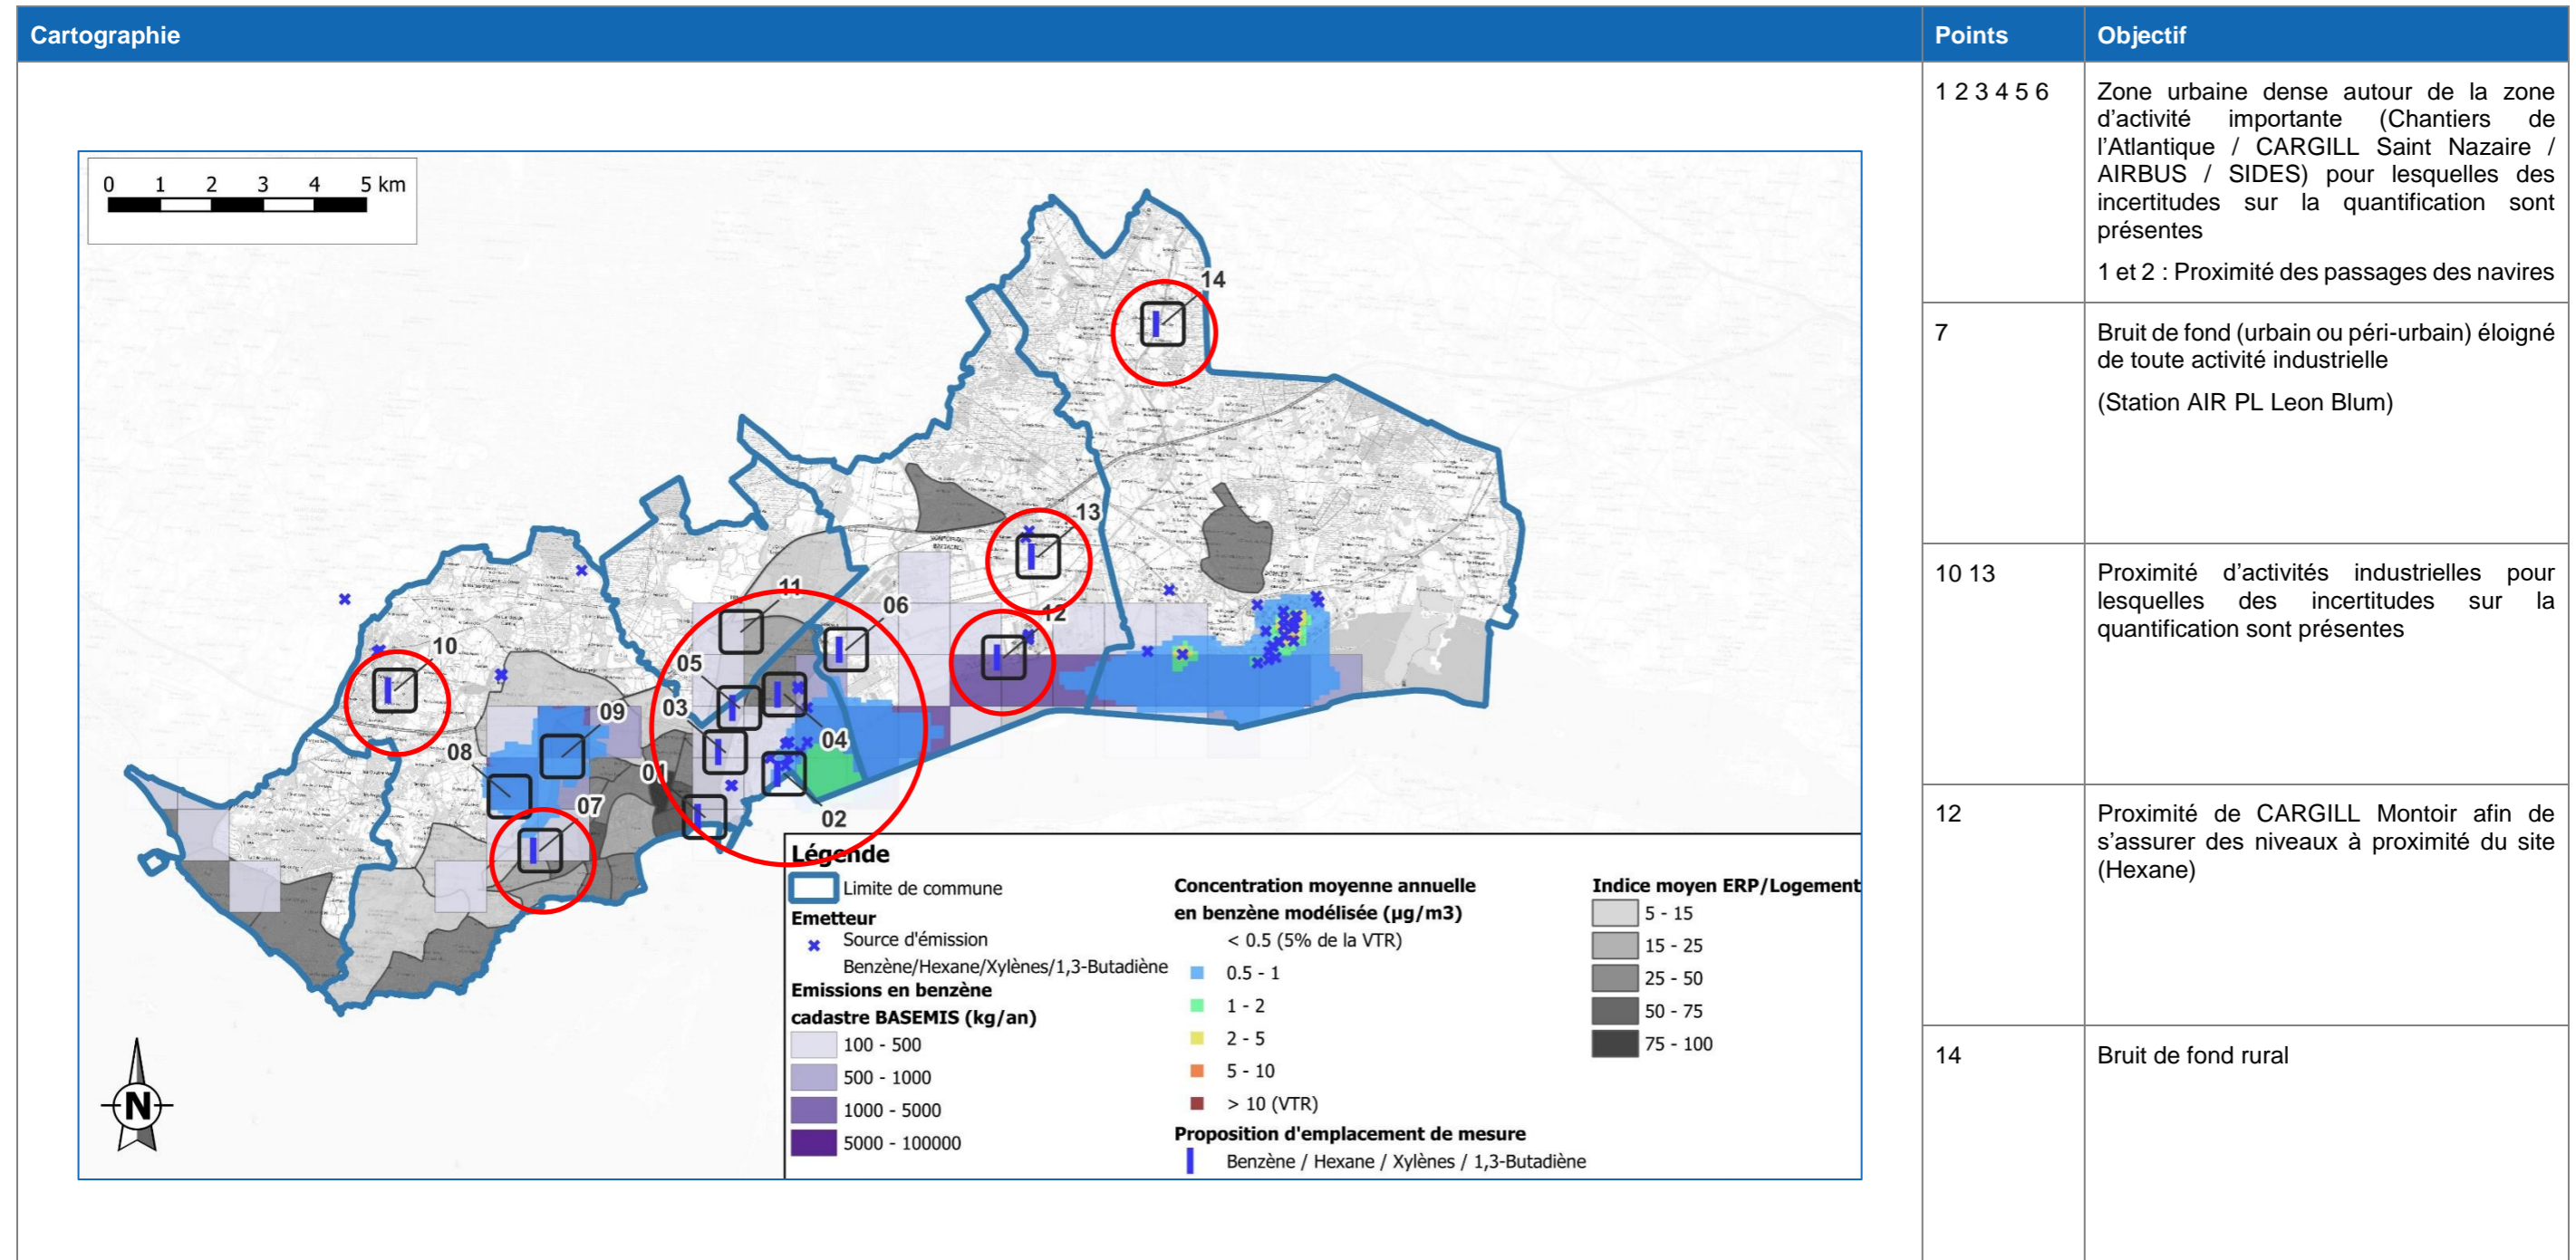 Cartographie
Points
Objectif
0 1 2 3 4 5 km
14
13
12
11
06
05
03
04
02
01
10
09
08
07
Légende
Limite de commune
Emetteur
Source d'émission
Benzène/Hexane/Xylènes/1,3-Butadiène
Emissions en benzène
cadastre BASEMIS (kg/an)
100 - 500
500 - 1000
1000 - 5000
5000 - 100000
Concentration moyenne annuelle
en benzène modélisée (µg/m3)
< 0.5 (5% de la VTR)
0.5 - 1
1 - 2
2 - 5
5 - 10
> 10 (VTR)
Proposition d'emplacement de mesure
Benzène / Hexane / Xylènes / 1,3-Butadiène
Indice moyen ERP/Logement
5 - 15
15 - 25
25 - 50
50 - 75
75 - 100
N
1 2 3 4 5 6
Zone urbaine dense autour de la zone
d'activité importante (Chantiers de
l'Atlantique / CARGILL Saint Nazaire /
AIRBUS / SIDES) pour lesquelles des
incertitudes sur la quantification sont
présentes
1 et 2 : Proximité des passages des navires
7
Bruit de fond (urbain ou péri-urbain) éloigné
de toute activité industrielle
(Station AIR PL Leon Blum)
10 13
Proximité d'activités industrielles pour
lesquelles des incertitudes sur la
quantification sont présentes
12
Proximité de CARGILL Montoir afin de
s'assurer des niveaux à proximité du site
(Hexane)
14
Bruit de fond rural